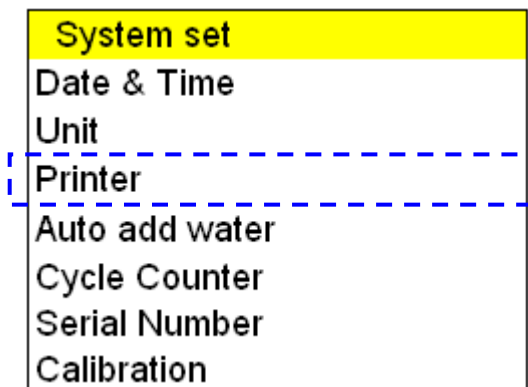 System set
Date & Time
Unit
Printer
Auto add water
Cycle Counter
Serial Number
Calibration